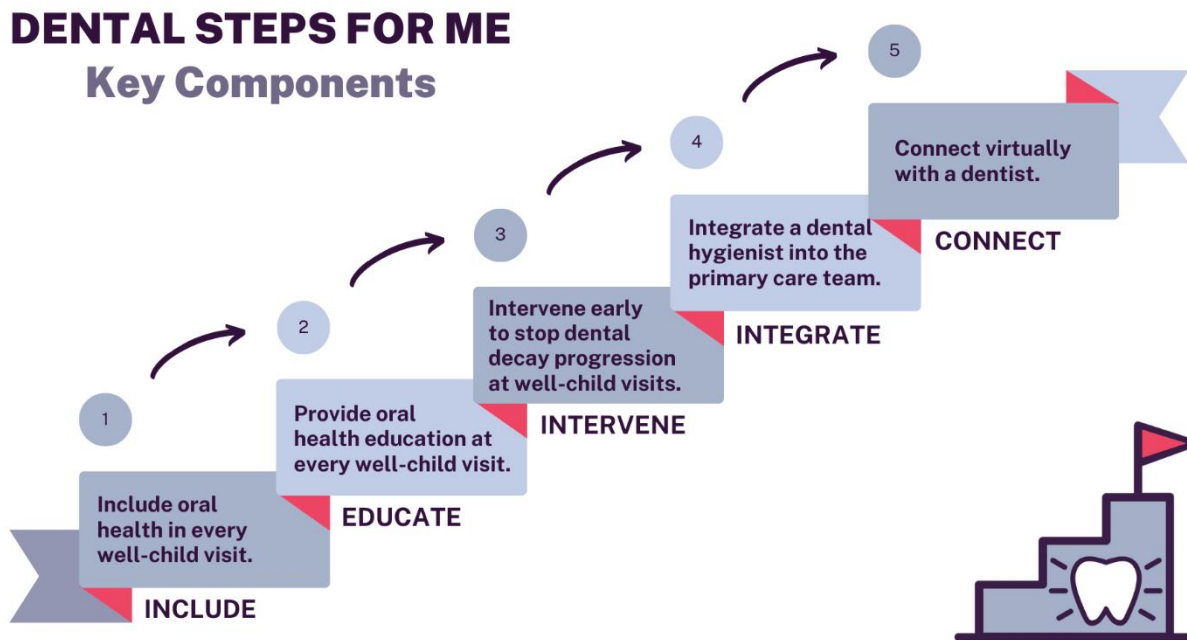 DENTAL STEPS FOR ME
Key Components
1
Include oral
health in every
well-child visit.
INCLUDE
2
Provide oral
health education at
every well-child visit.
EDUCATE
3
Intervene early
to stop dental
decay progression
at well-child visits.
INTERVENE
4
Integrate a dental
hygienist into the
primary care team.
INTEGRATE
5
Connect virtually
with a dentist.
CONNECT